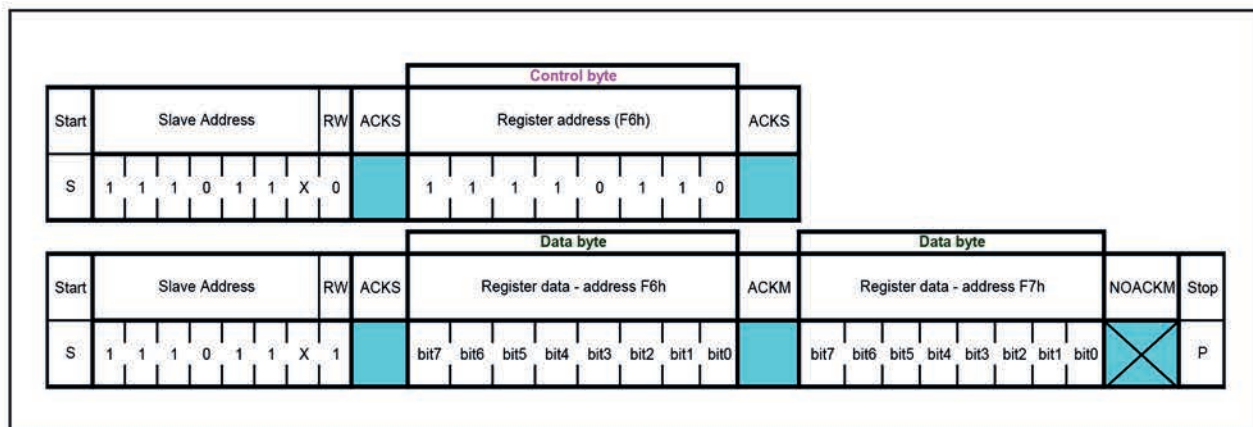 Control byte
Start Slave Address RW ACKS Register address (F6h) ACKS
S 1 1 1 0 1 1 X 0 1 1 1 1 0 1 1 0
Data byte Data byte
Start Slave Address RW ACKS Register data - address F6h ACKM Register data - address F7h NOACKM Stop
S 1 1 1 0 1 1 X 1 bit7 bit6 bit5 bit4 bit3 bit2 bit1 bit0 bit7 bit6 bit5 bit4 bit3 bit2 bit1 bit0 P